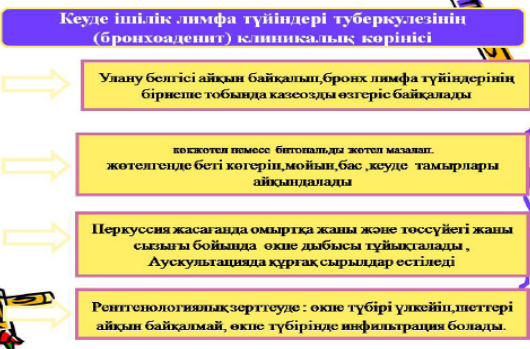 Кеуде ішілік лимфа түйіндері туберкулезінің
(бронхоаденит) клиникалық көрінісі
Улану белгісі айқын байқалып,бронх лимфа түйіндерінің
бірнеше тобында казеозды өзгеріс байқалады
көкжөтел немесе битональды жөтел мазалап.
жөтелгенде беті көгеріп,мойын,бас ,кеуде тамырлары
айқындалады
Перкуссия жасағанда омыртқа жаны және төссүйегі жаны
сызығы бойында өкпе дыбысы тұйықталады ,
Аускультацияда құрғақ сырылдар естіледі
Рентгенологиялық зерттеуде : өкпе түбірі үлкейіп,шеттері
айқын байқалмай, өкпе түбірінде инфильтрация болады.